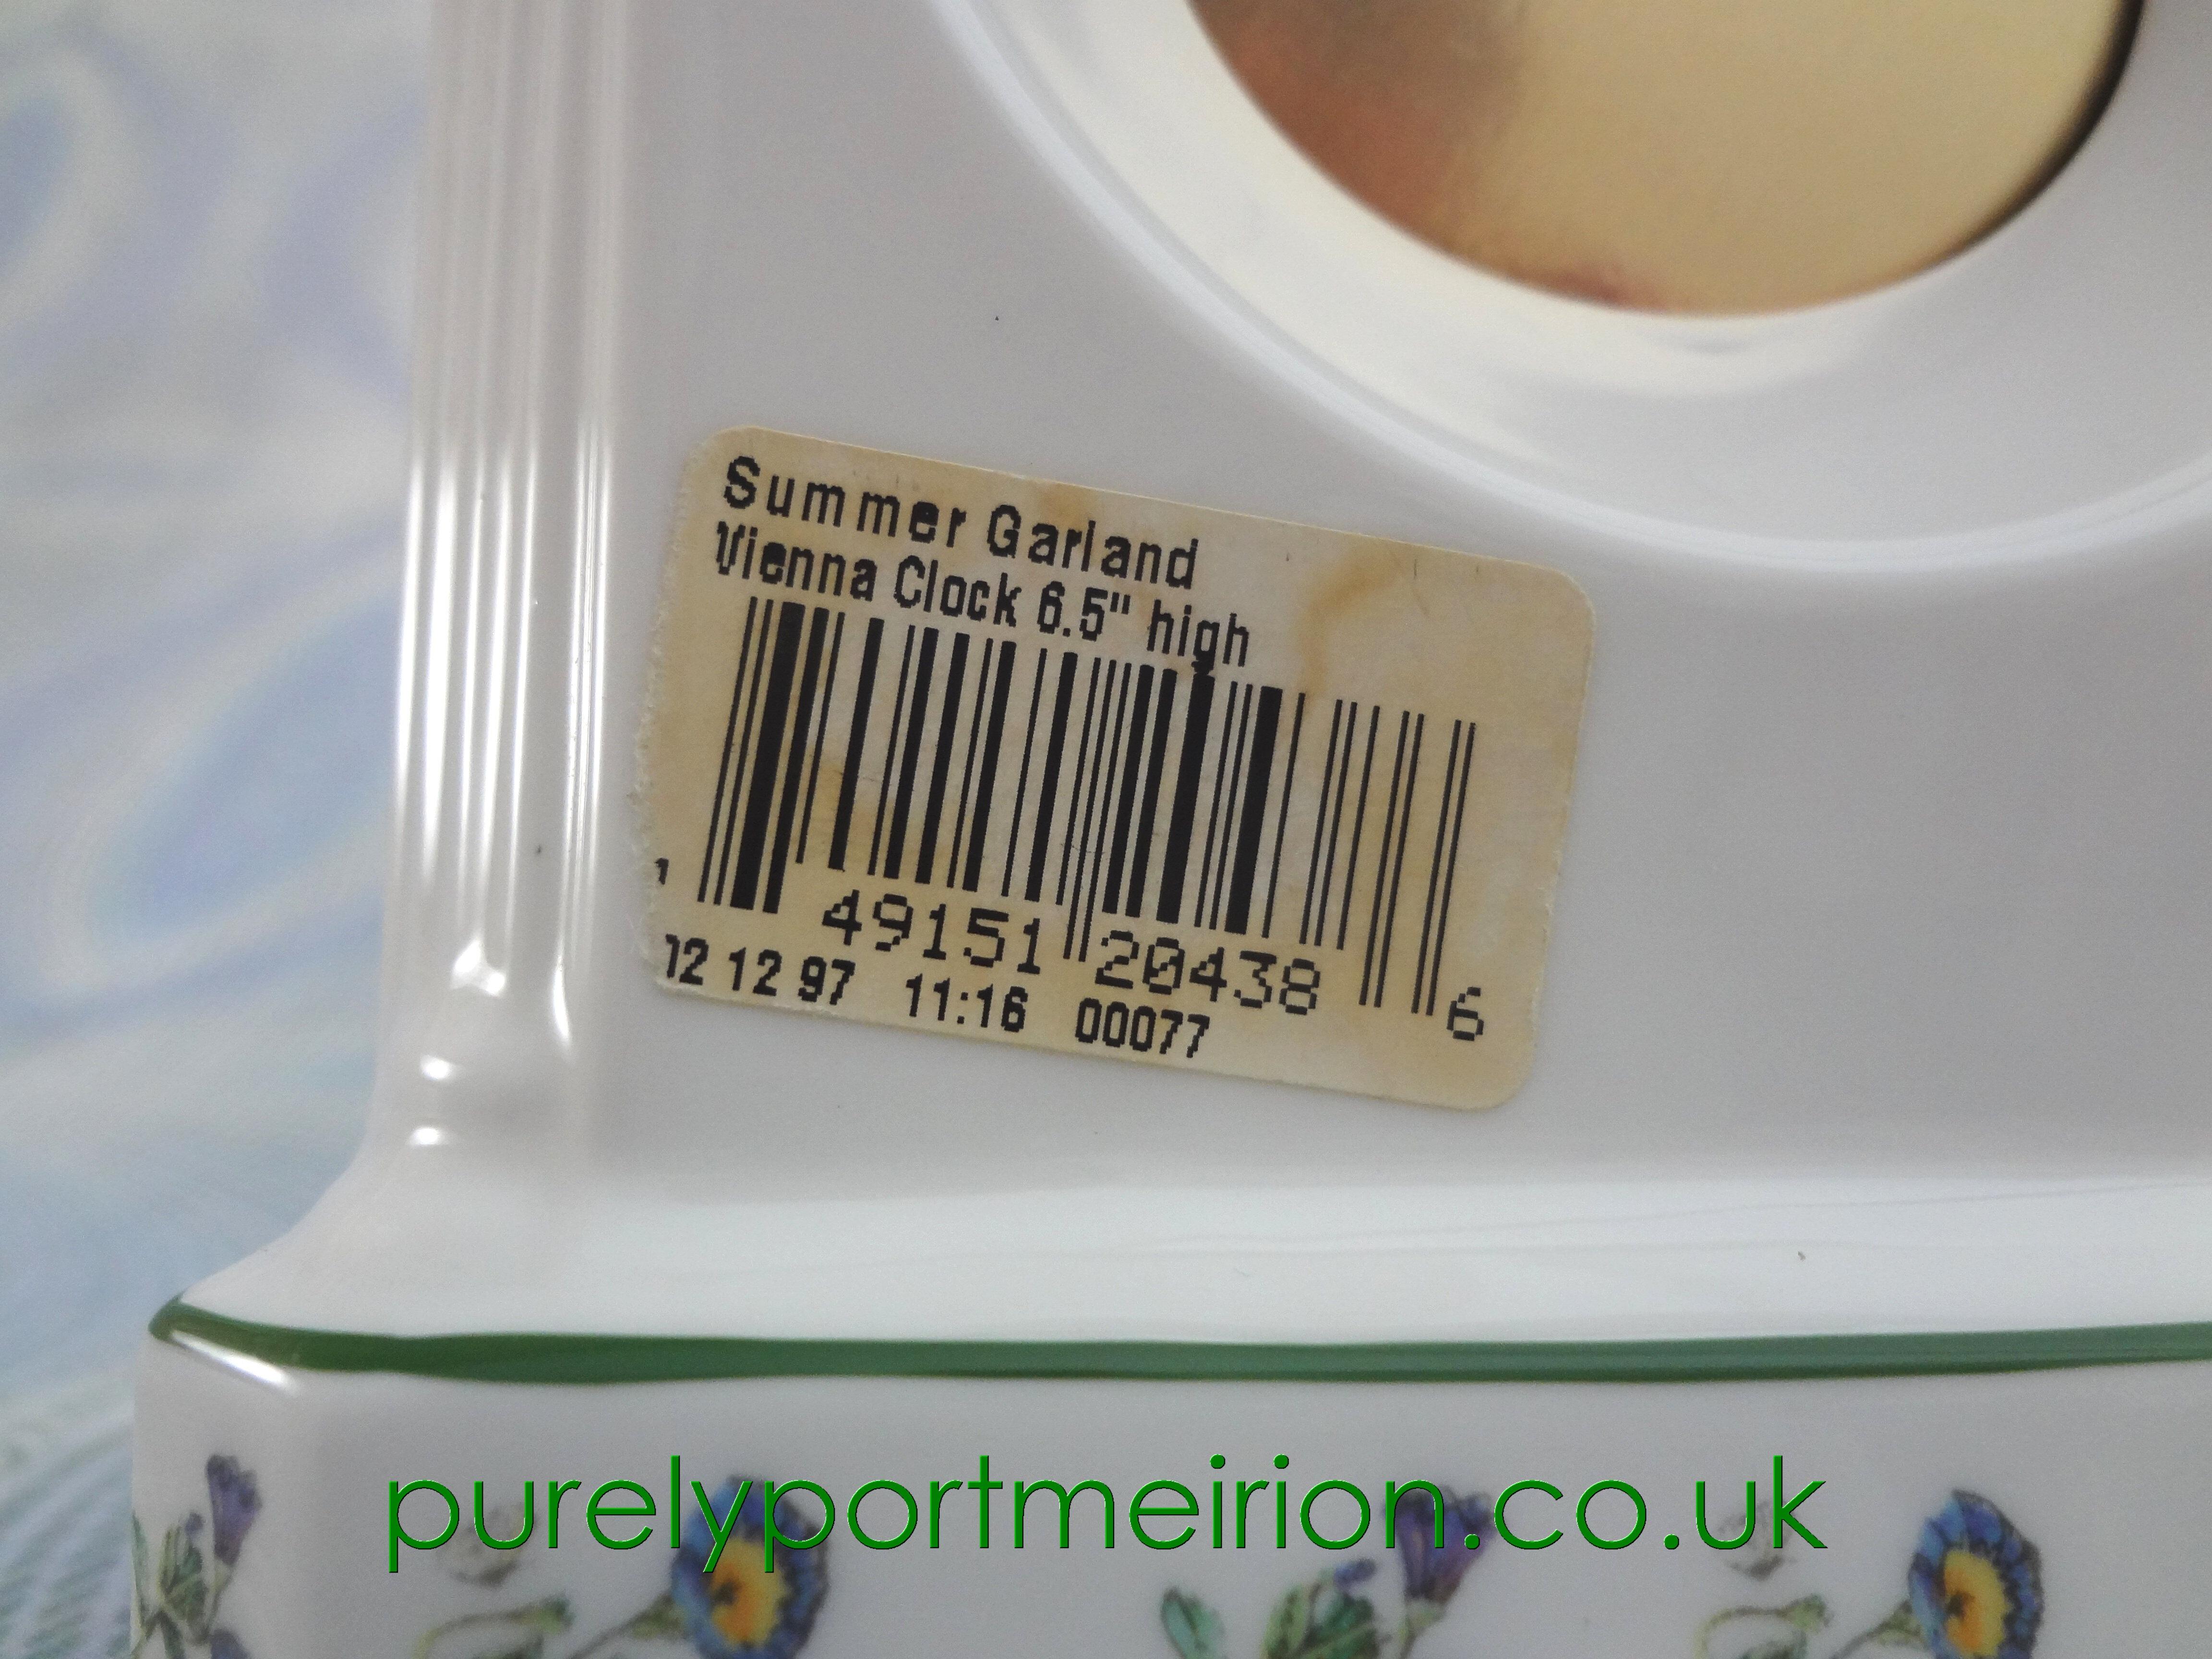 Summer Garland
Vienna Clock 6.5" high
49151 20438 6
12 12 97 11:16 00077
purelyportmeirion.co.uk